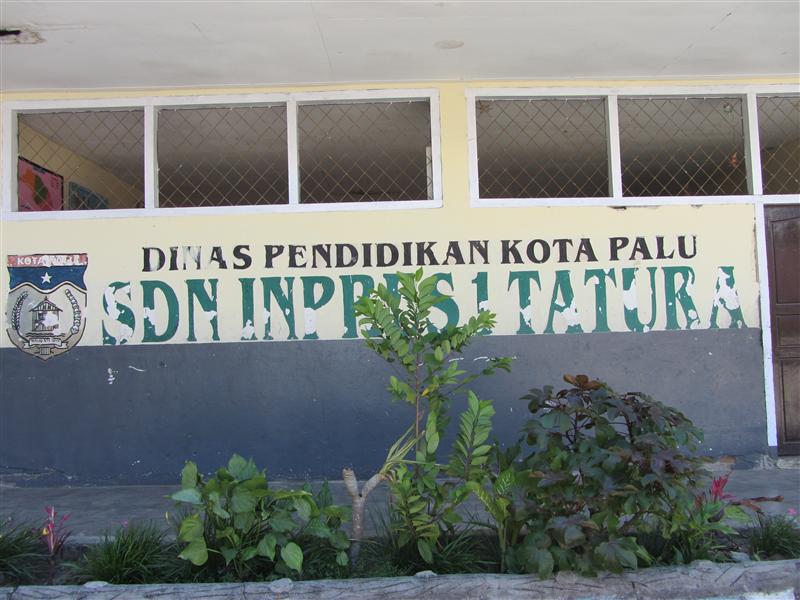 DINAS PENDIDIKAN KOTA PALU
SDN INPRES 1 TATURA